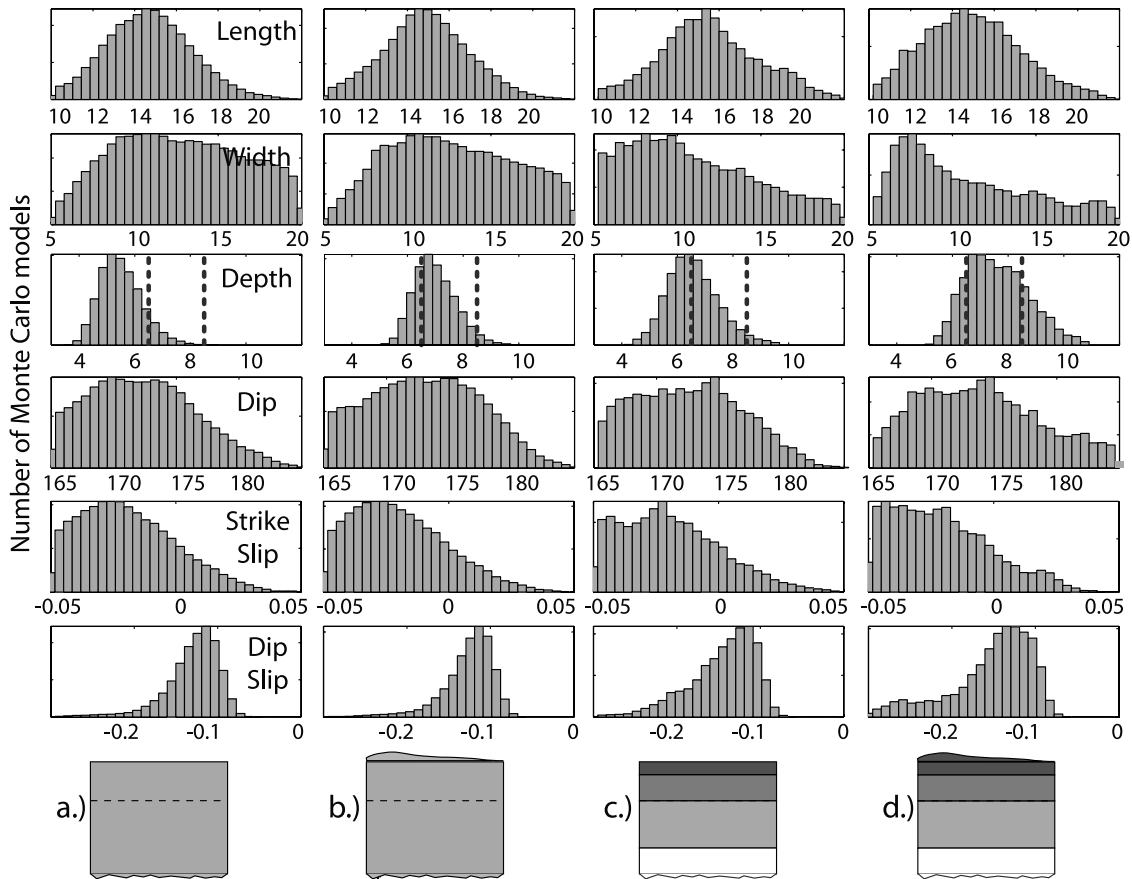 Number of Monte Carlo models
Length
10 12 14 16 18 20
10 12 14 16 18 20
10 12 14 16 18 20
10 12 14 16 18 20
Width
5 10 15 20
5 10 15 20
5 10 15 20
5 10 15 20
Depth
4 6 8 10
4 6 8 10
4 6 8 10
4 6 8 10
Dip
165 170 175 180
165 170 175 180
165 170 175 180
165 170 175 180
Strike
Slip
-0.05 0 0.05
-0.05 0 0.05
-0.05 0 0.05
-0.05 0 0.05
Dip
Slip
-0.2 -0.1 0
-0.2 -0.1 0
-0.2 -0.1 0
-0.2 -0.1 0
a.)
b.)
c.)
d.)